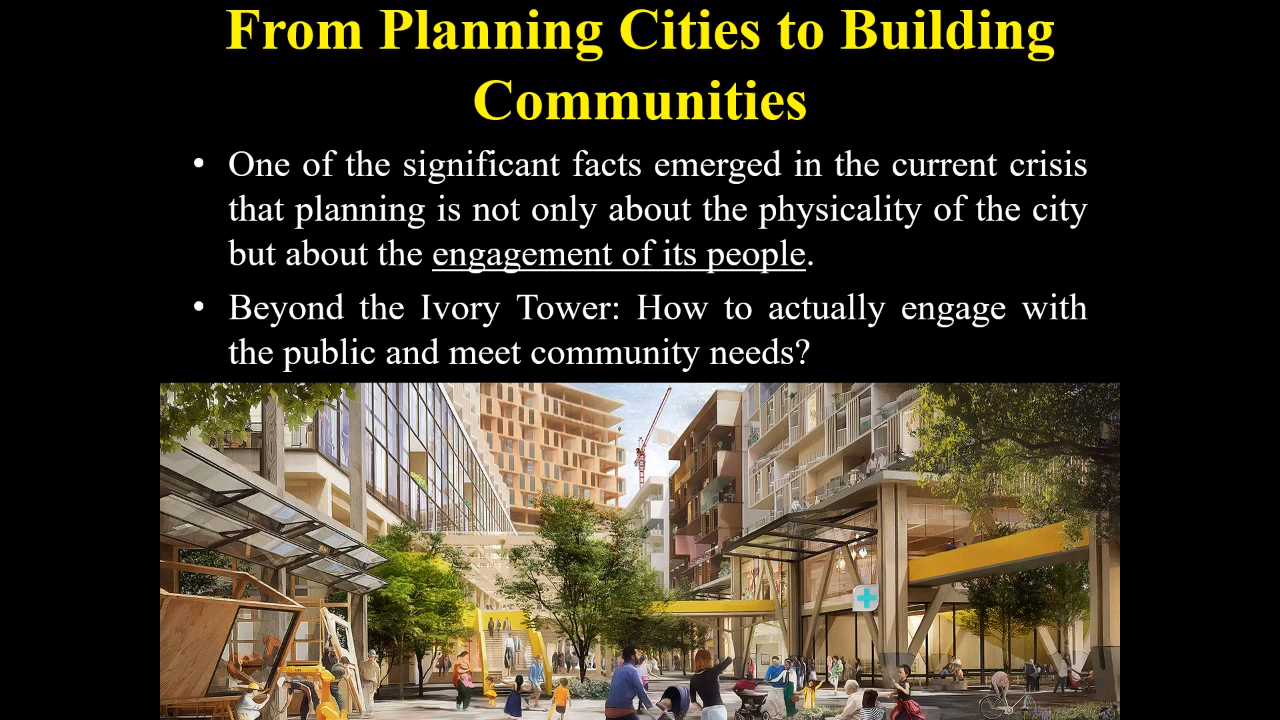 From Planning Cities to Building
Communities
• One of the significant facts emerged in the current crisis
that planning is not only about the physicality of the city
but about the engagement of its people.
• Beyond the Ivory Tower: How to actually engage with
the public and meet community needs?